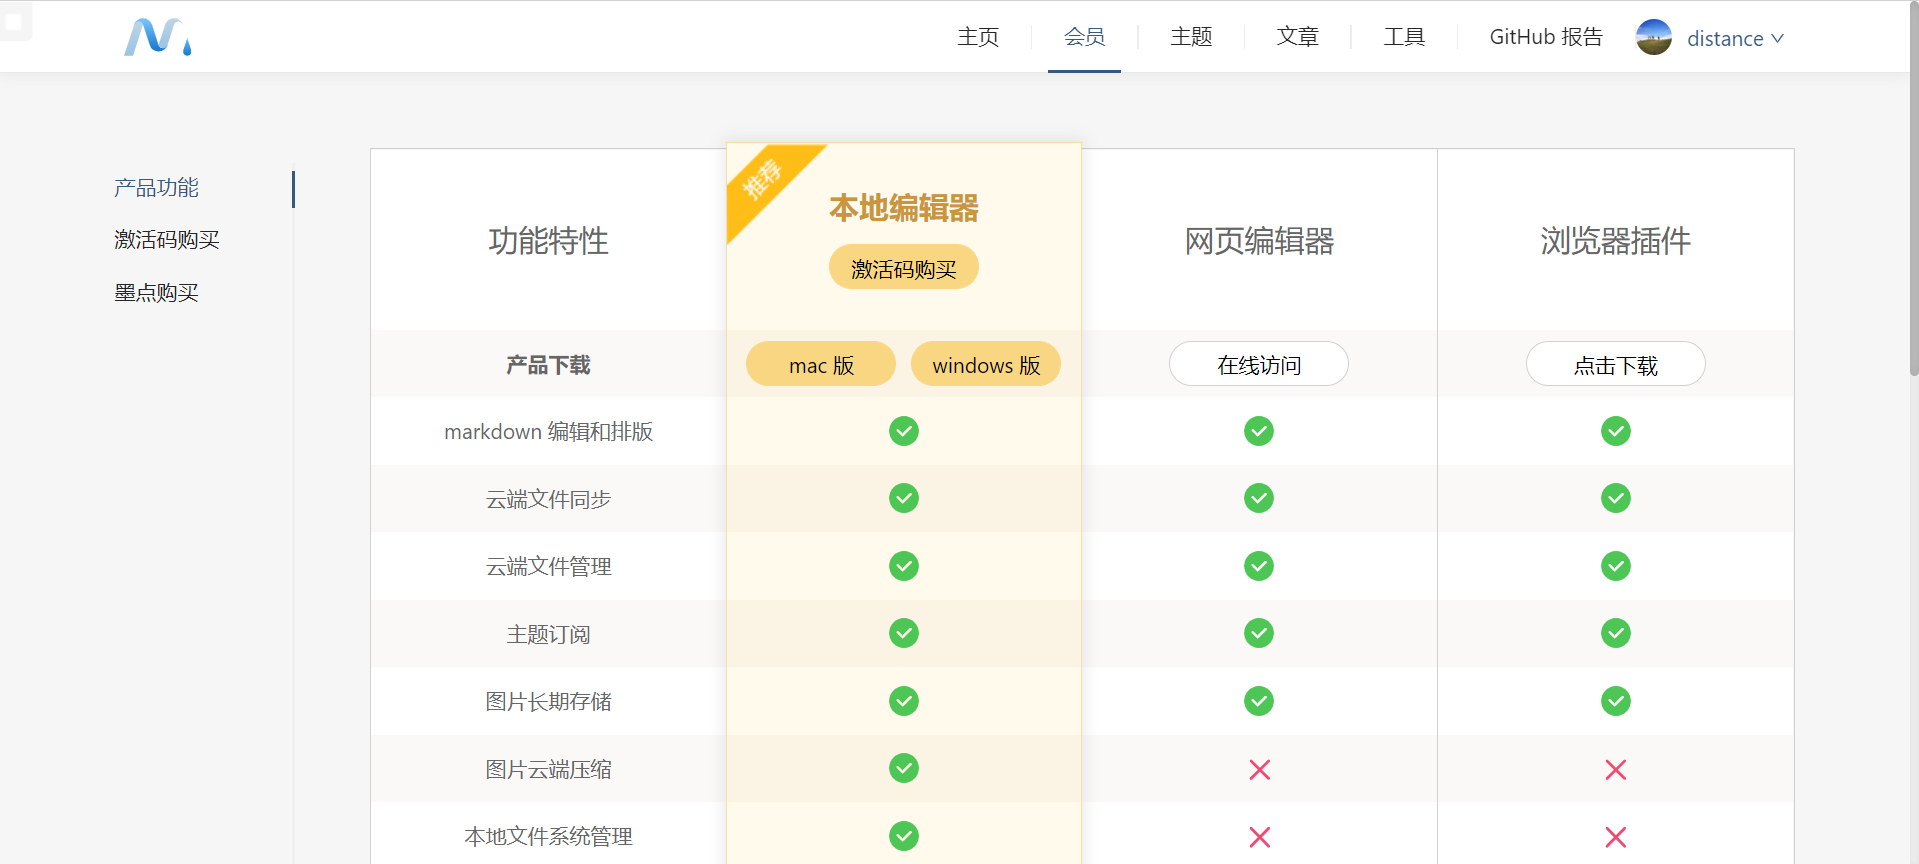 主页
会员
主题
文章
工具
GitHub 报告
distance
产品功能
激活码购买
墨点购买
功能特性
推荐
本地编辑器
激活码购买
网页编辑器
浏览器插件
产品下载
mac 版
windows 版
在线访问
点击下载
markdown 编辑和排版
云端文件同步
云端文件管理
主题订阅
图片长期存储
图片云端压缩
本地文件系统管理